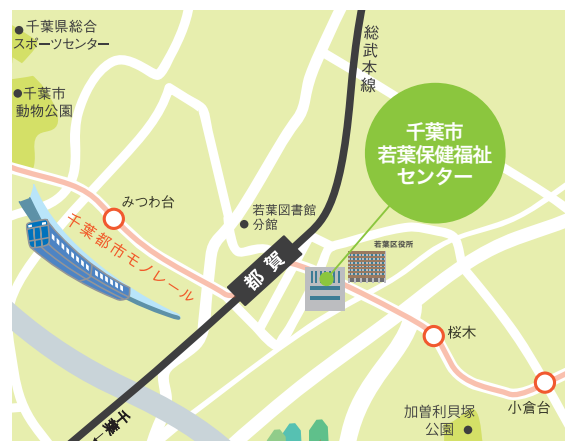 千葉県総合
スポーツセンター
千葉市
動物公園
総武本線
千葉市
若葉保健福祉
センター
みつわ台
千葉都市モノレール
若葉図書館
分館
若葉区役所
都賀
桜木
小倉台
加曽利貝塚
公園
千葉
↓